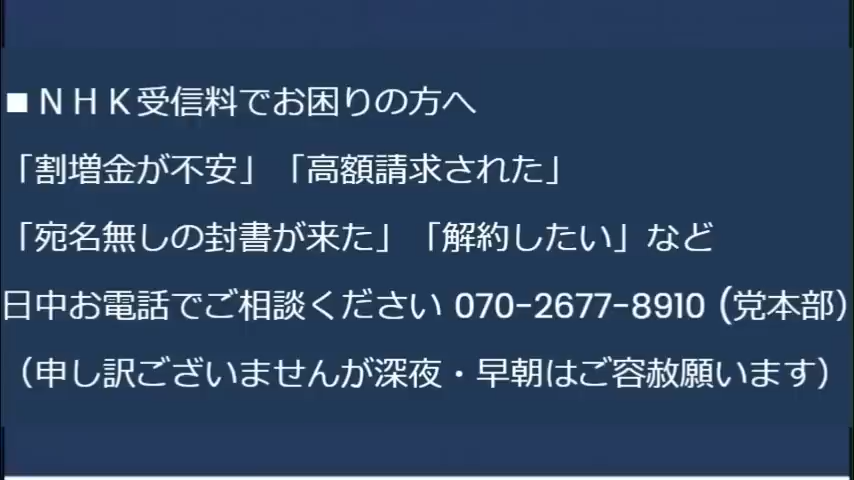 ■ＮＨＫ受信料でお困りの方へ
「割増金が不安」「高額請求された」
「宛名無しの封書が来た」「解約したい」など
日中お電話でご相談ください 070-2677-8910 (党本部)
（申し訳ございませんが深夜・早朝はご容赦願います）